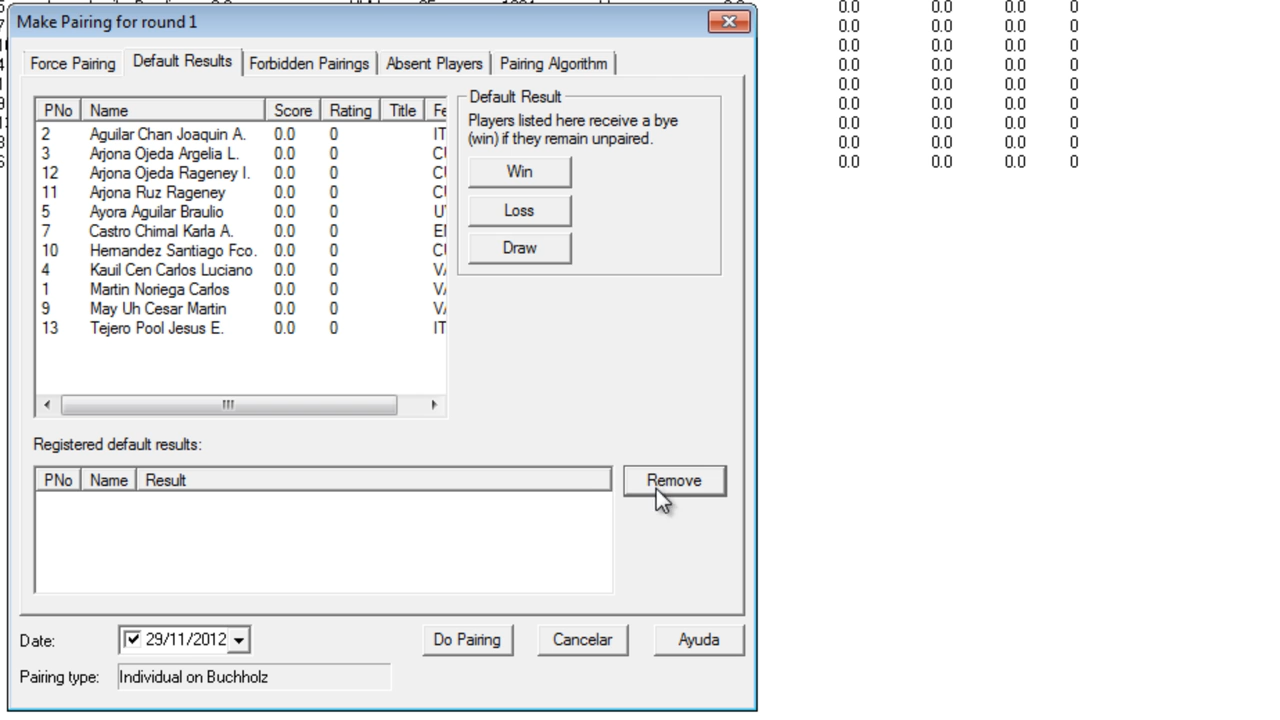 Make Pairing for round 1
Force Pairing Default Results Forbidden Pairings Absent Players Pairing Algorithm
PNo Name Score Rating Title
2 Aguilar Chan Joaquin A. 0.0 0 IT
3 Arjona Ojeda Argelia L. 0.0 0
12 Arjona Ojeda Rageney I. 0.0 0
11 Arjona Ruz Rageney 0.0 0
5 Ayora Aguilar Braulio 0.0 0
7 Castro Chimal Karla A. 0.0 0
10 Hernandez Santiago Fco. 0.0 0
4 Kauil Cen Carlos Luciano 0.0 0
1 Martin Noriega Carlos 0.0 0
9 May Uh Cesar Martin 0.0 0
13 Tejero Pool Jesus E. 0.0 0 IT
Default Result
Players listed here receive a bye
(win) if they remain unpaired.
Win
Loss
Draw
Registered default results:
PNo Name Result
Remove
Date: 29/11/2012
Do Pairing Cancelar Ayuda
Pairing type: Individual on Buchholz
0.0 0.0 0.0 0
0.0 0.0 0.0 0
0.0 0.0 0.0 0
0.0 0.0 0.0 0
0.0 0.0 0.0 0
0.0 0.0 0.0 0
0.0 0.0 0.0 0
0.0 0.0 0.0 0
0.0 0.0 0.0 0